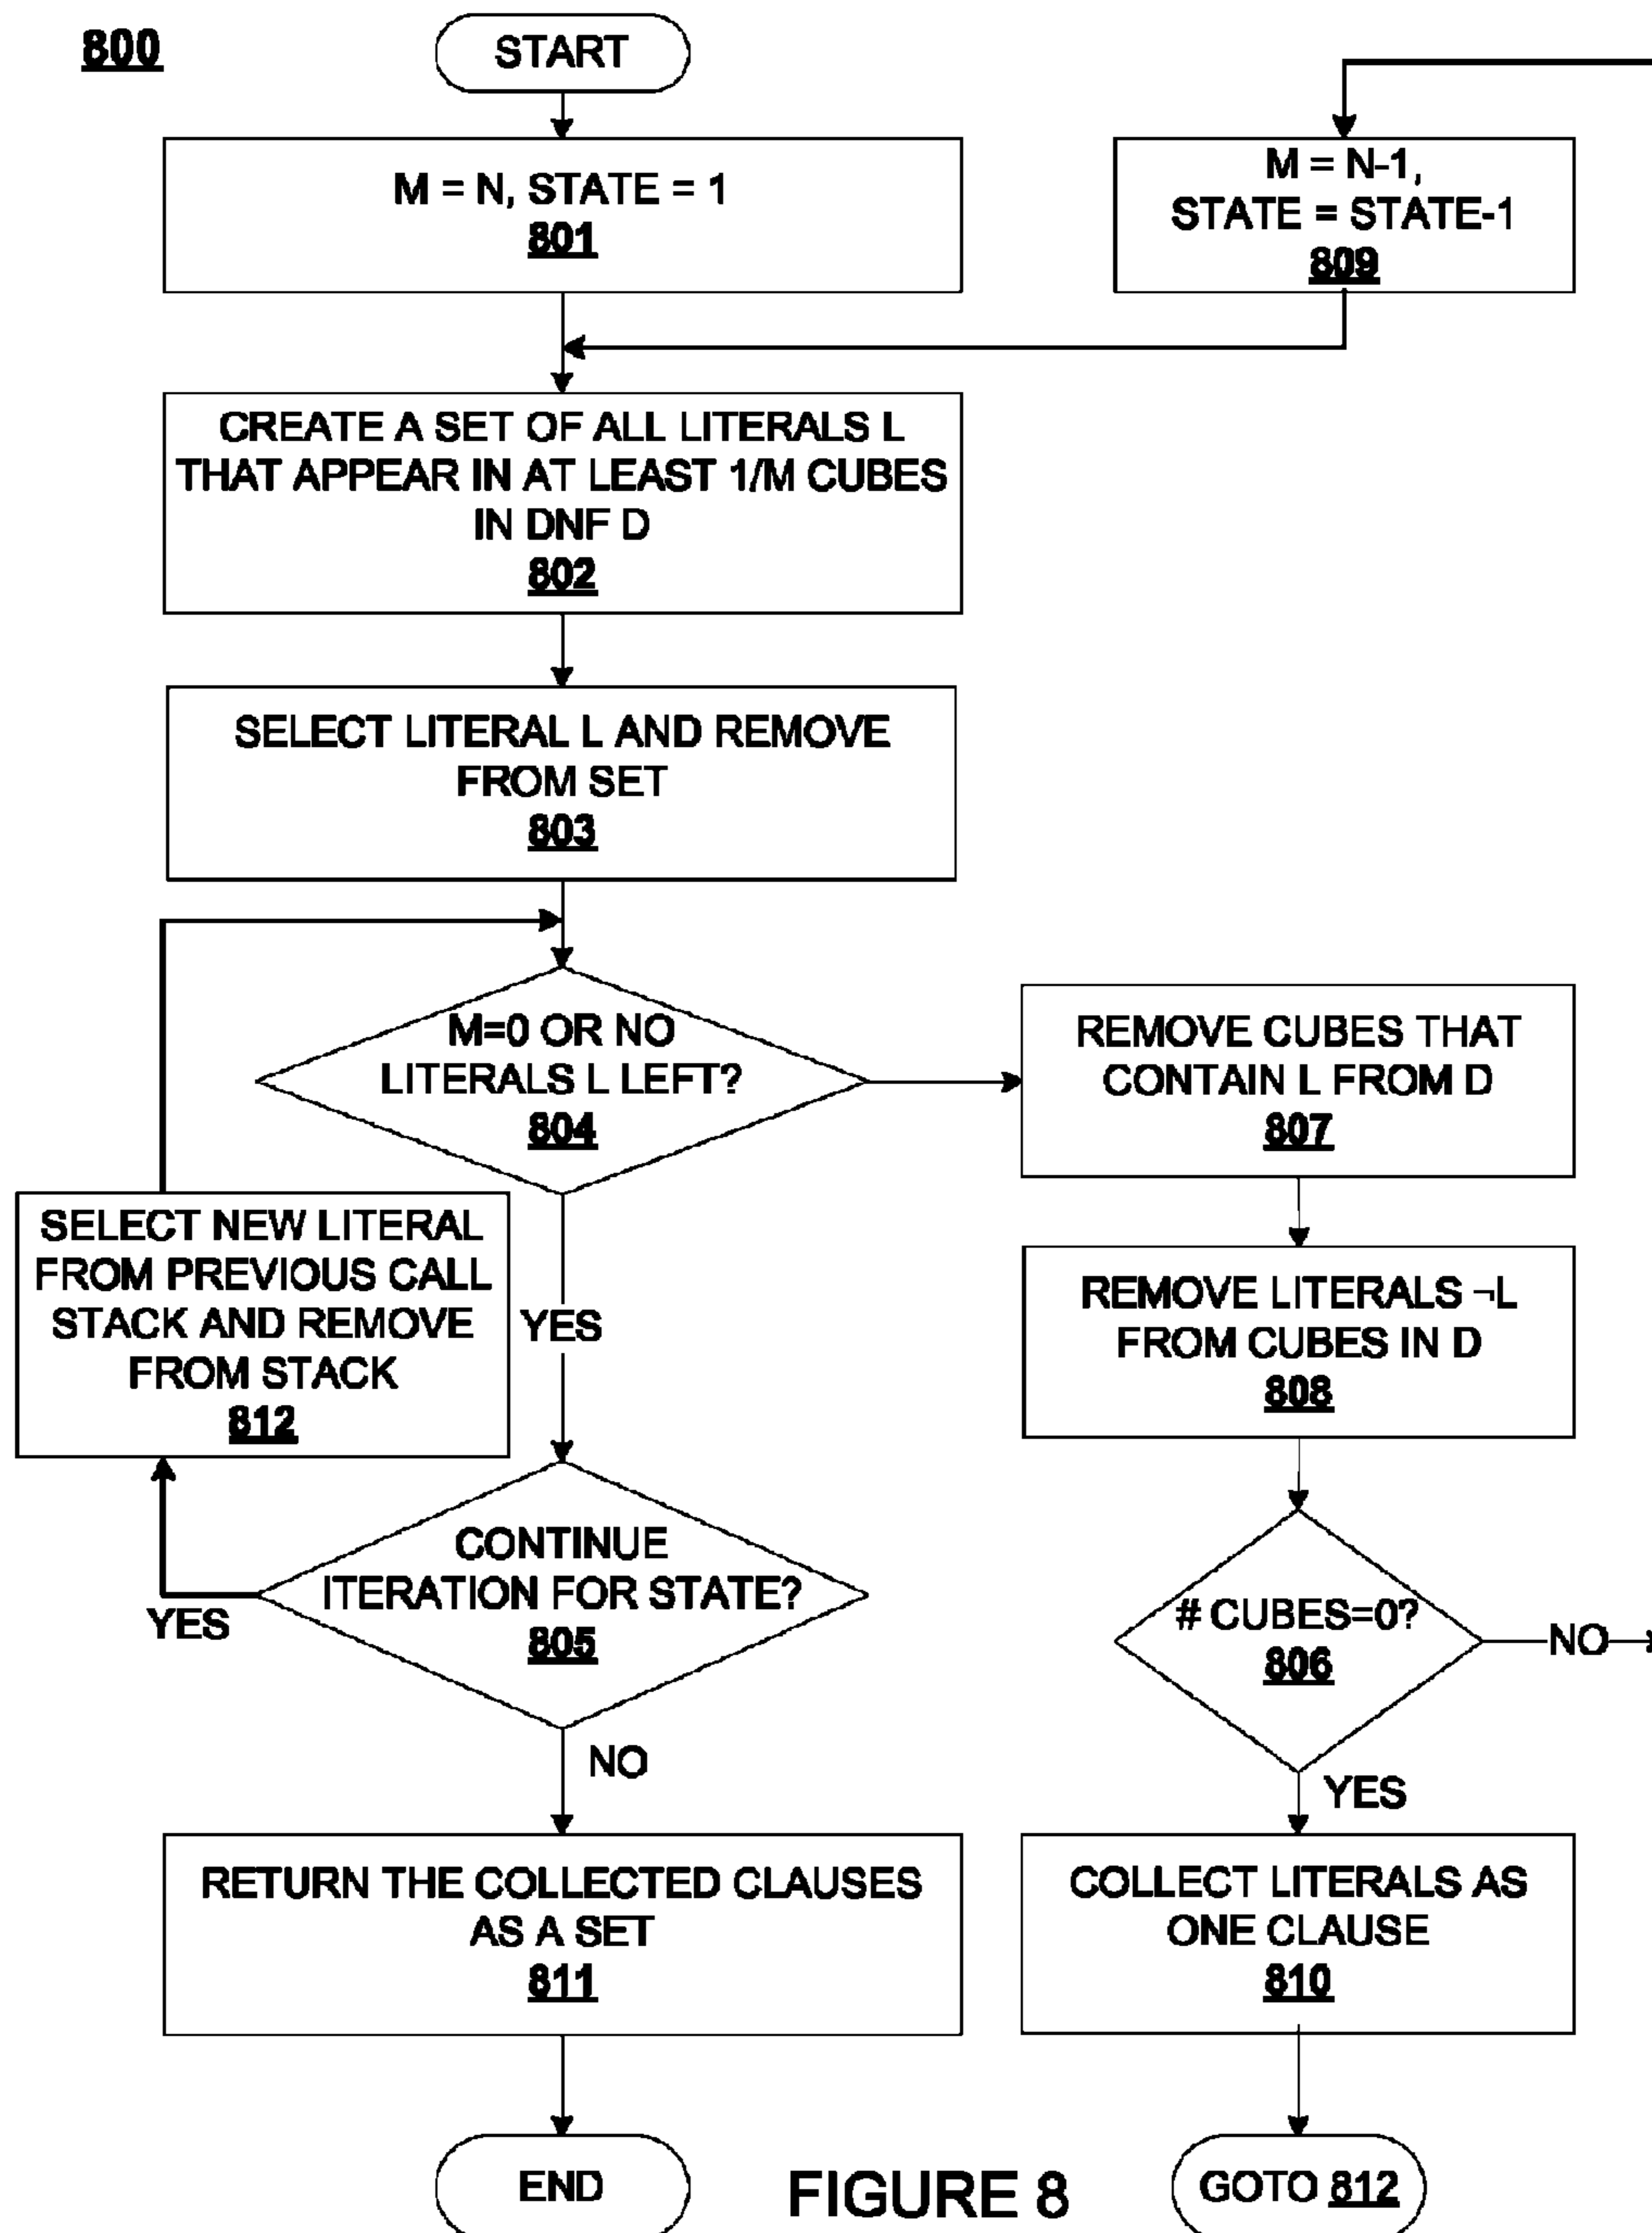 800
START
M = N, STATE = 1
801
M = N-1,
STATE = STATE-1
809
CREATE A SET OF ALL LITERALS L
THAT APPEAR IN AT LEAST 1/M CUBES
IN DNF D
802
SELECT LITERAL L AND REMOVE
FROM SET
803
M=0 OR NO
LITERALS L LEFT?
804
REMOVE CUBES THAT
CONTAIN L FROM D
807
SELECT NEW LITERAL
FROM PREVIOUS CALL
STACK AND REMOVE
FROM STACK
812
YES
REMOVE LITERALS ¬L
FROM CUBES IN D
808
CONTINUE
ITERATION FOR STATE?
805
YES
# CUBES=0?
806
NO
NO
YES
RETURN THE COLLECTED CLAUSES
AS A SET
811
COLLECT LITERALS AS
ONE CLAUSE
810
END
FIGURE 8
GOTO 812